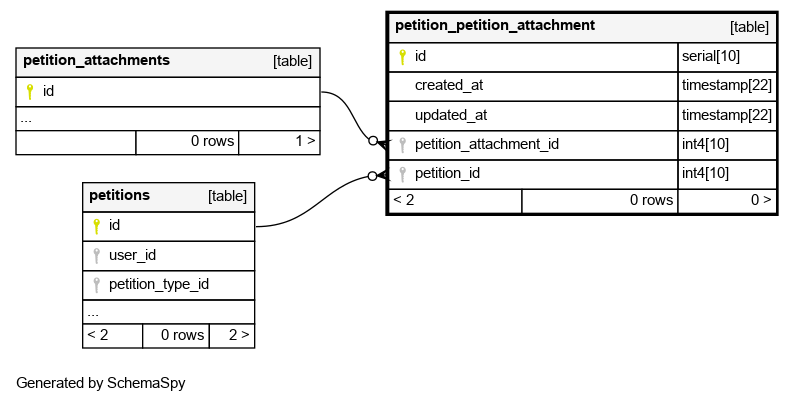 petition_petition_attachment [table]
id serial[10]
created_at timestamp[22]
updated_at timestamp[22]
petition_attachment_id int4[10]
petition_id int4[10]
< 2 0 rows 0 >
petition_attachments [table]
id
...
0 rows 1 >
petitions [table]
id
user_id
petition_type_id
...
< 2 0 rows 2 >
Generated by SchemaSpy